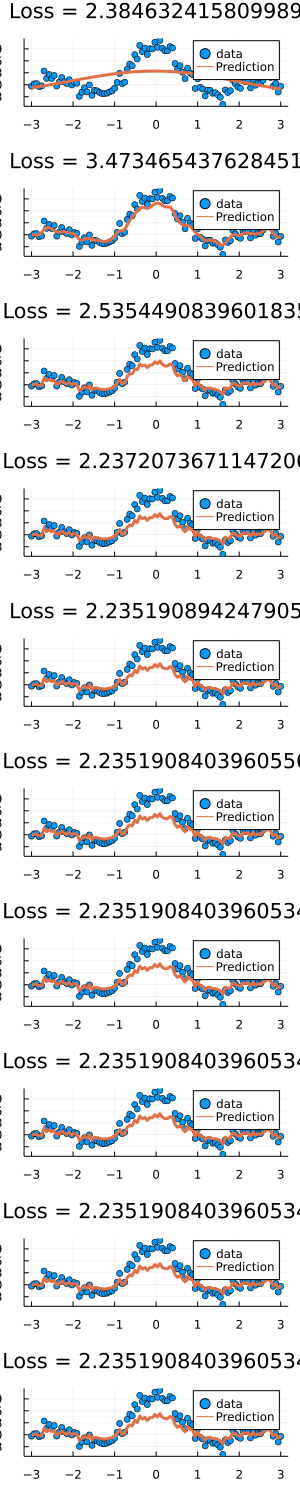 Loss = 2.384632415809989
data
Prediction
−3 −2 −1 0 1 2 3
Loss = 3.473465437628451
data
Prediction
−3 −2 −1 0 1 2 3
Loss = 2.535449083960183
data
Prediction
−3 −2 −1 0 1 2 3
Loss = 2.237207367114720
data
Prediction
−3 −2 −1 0 1 2 3
Loss = 2.235190894247905
data
Prediction
−3 −2 −1 0 1 2 3
Loss = 2.235190840396055
data
Prediction
−3 −2 −1 0 1 2 3
Loss = 2.235190840396053
data
Prediction
−3 −2 −1 0 1 2 3
Loss = 2.235190840396053
data
Prediction
−3 −2 −1 0 1 2 3
Loss = 2.235190840396053
data
Prediction
−3 −2 −1 0 1 2 3
Loss = 2.235190840396053
data
Prediction
−3 −2 −1 0 1 2 3